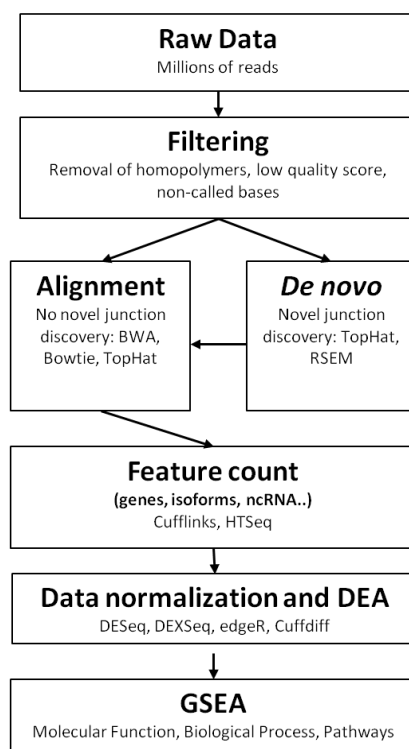 Raw Data
Millions of reads
Filtering
Removal of homopolymers, low quality score,
non-called bases
Alignment
No novel junction
discovery: BWA,
Bowtie, TopHat
De novo
Novel junction
discovery: TopHat,
RSEM
Feature count
(genes, isoforms, ncRNA..)
Cufflinks, HTSeq
Data normalization and DEA
DESeq, DEXSeq, edgeR, Cuffdiff
GSEA
Molecular Function, Biological Process, Pathways